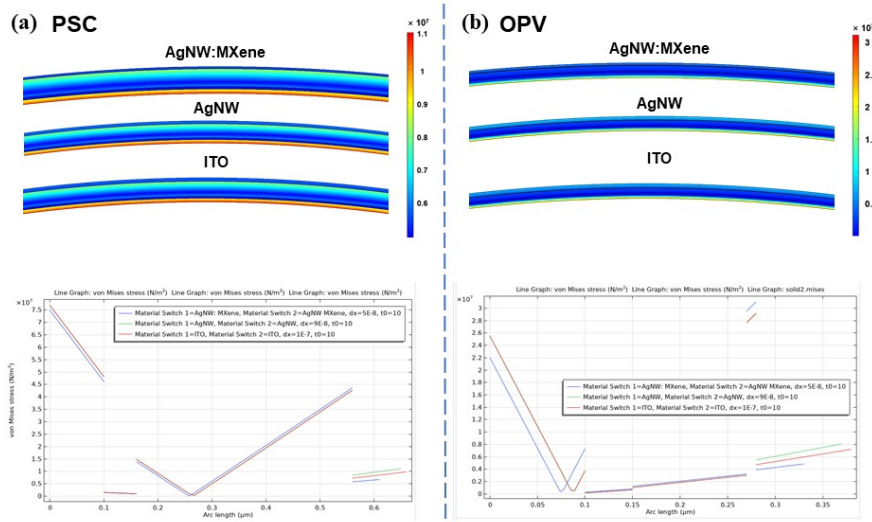 (a) PSC
× 10⁷
AgNW:MXene
1.1
1
0.9
AgNW
0.8
ITO
0.7
0.6
Line Graph: von Mises stress (N/m²) Line Graph: von Mises stress (N/m²) Line Graph: von Mises stress (N/m²)
×10⁷
von Mises stress (N/m²)
7.5
7
6.5
6
5.5
5
4.5
4
3.5
3
2.5
2
1.5
1
0.5
0
Material Switch 1=AgNW: MXene, Material Switch 2=AgNW MXene, dx=5E-8, t0=10
Material Switch 1=AgNW, Material Switch 2=AgNW, dx=9E-8, t0=10
Material Switch 1=ITO, Material Switch 2=ITO, dx=1E-7, t0=10
0 0.1 0.2 0.3 0.4 0.5 0.6
Arc length (µm)
(b) OPV
AgNW:MXene
AgNW
ITO
Line Graph: von Mises stress (N/m²) Line Graph: von Mises stress (N/m²) Line Graph: solid2.mises
×10⁷
3
2.8
2.6
2.4
2.2
2
1.8
1.6
1.4
1.2
1
0.8
0.6
0.4
0.2
0
Material Switch 1=AgNW: MXene, Material Switch 2=AgNW MXene, dx=5E-8, t0=10
Material Switch 1=AgNW, Material Switch 2=AgNW, dx=9E-8, t0=10
Material Switch 1=ITO, Material Switch 2=ITO, dx=1E-7, t0=10
0 0.05 0.1 0.15 0.2 0.25 0.3 0.35
Arc length (µm)